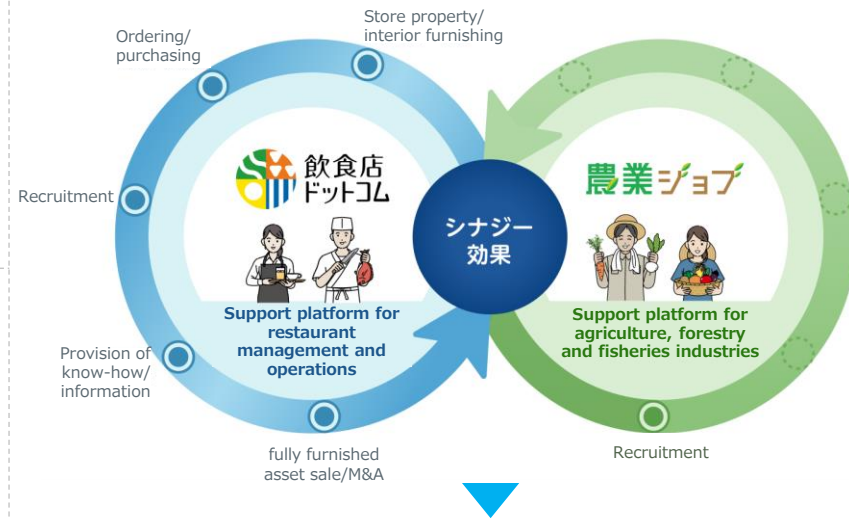 Store property/
interior furnishing
Ordering/
purchasing
Recruitment
Provision of
know-how/
information
fully furnished
asset sale/M&A
飲食店
ドットコム
Support platform for
restaurant
management and
operations
シナジー
効果
農業ジョブ
Support platform for
agriculture, forestry
and fisheries industries
Recruitment